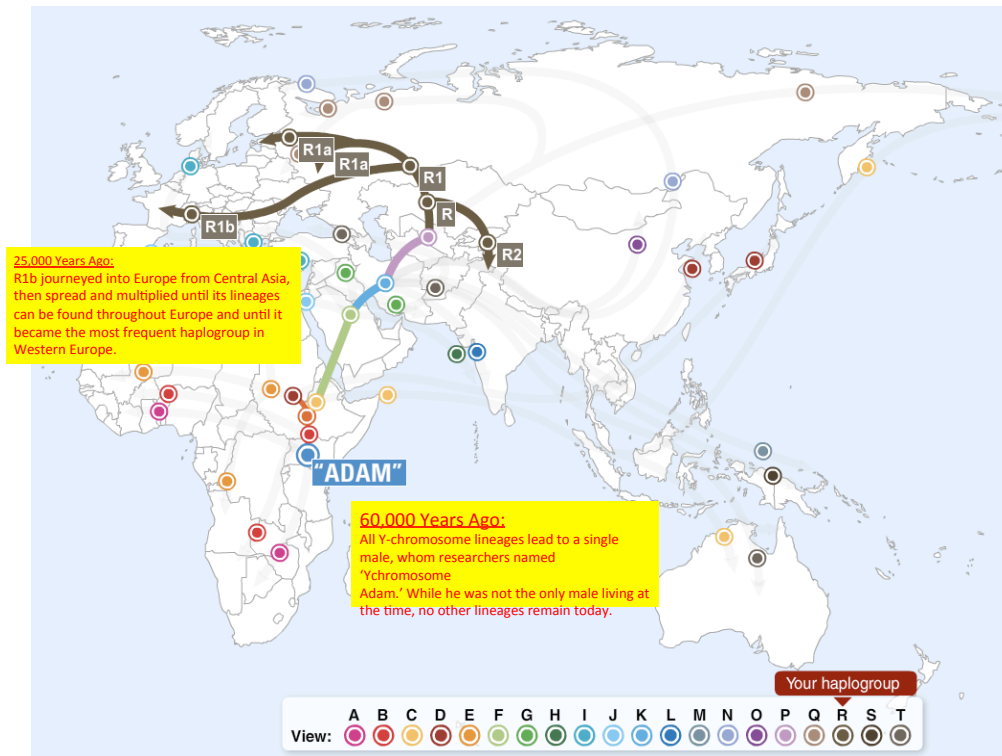 R1a
R1a
R1
R
R1b
R2
25,000 Years Ago:
R1b journeyed into Europe from Central Asia,
then spread and multiplied until its lineages
can be found throughout Europe and until it
became the most frequent haplogroup in
Western Europe.
"ADAM"
60,000 Years Ago:
All Y-chromosome lineages lead to a single
male, whom researchers named
'Ychromosome
Adam.' While he was not the only male living at
the time, no other lineages remain today.
Your haplogroup
A B C D E F G H I J K L M N O P Q R S T
View: